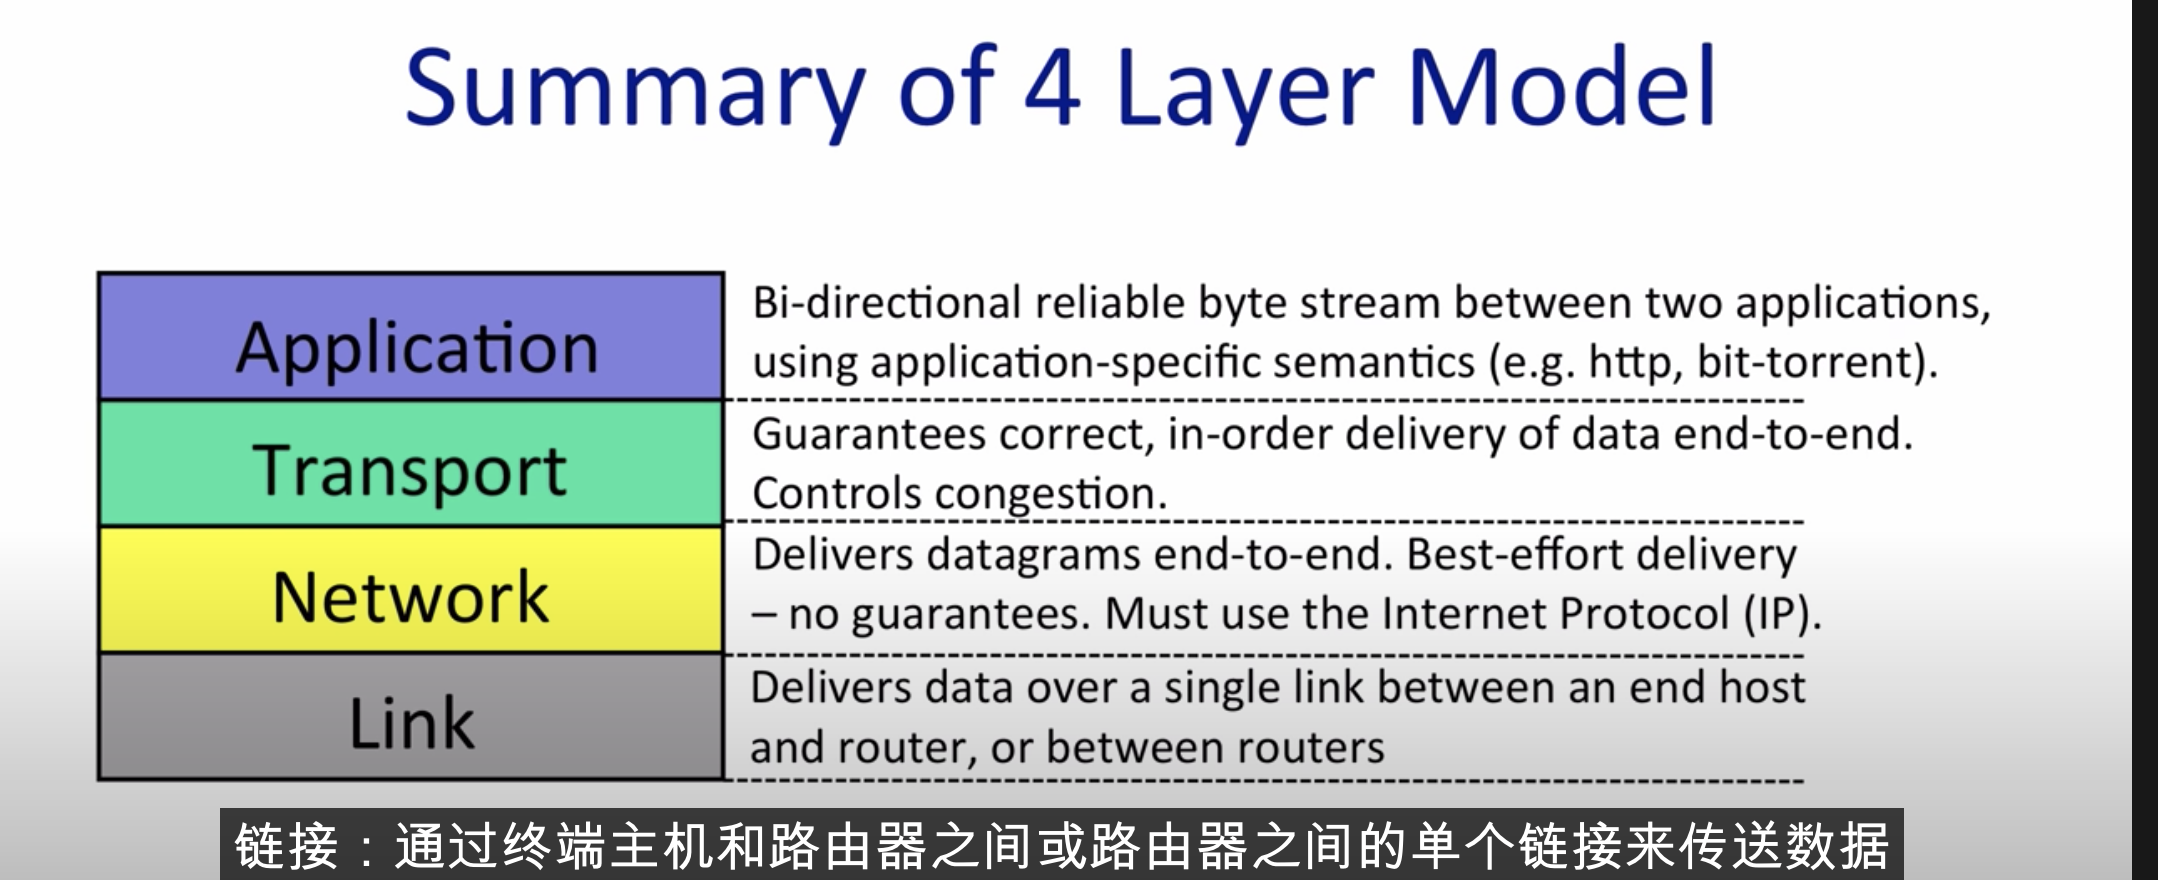 Summary of 4 Layer Model
Application
Bi-directional reliable byte stream between two applications,
using application-specific semantics (e.g. http, bit-torrent).
Transport
Guarantees correct, in-order delivery of data end-to-end.
Controls congestion.
Network
Delivers datagrams end-to-end. Best-effort delivery
– no guarantees. Must use the Internet Protocol (IP).
Link
Delivers data over a single link between an end host
and router, or between routers
链接：通过终端主机和路由器之间或路由器之间的单个链接来传送数据